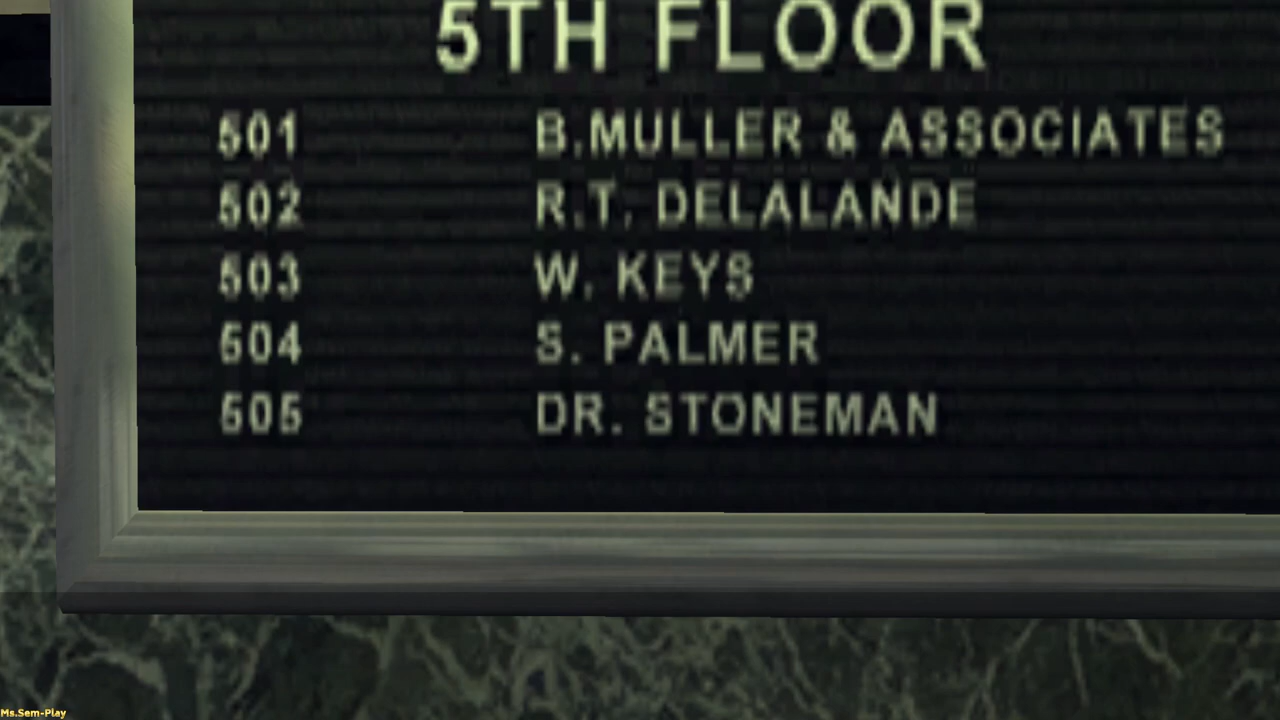 5TH FLOOR
501 B.MULLER & ASSOCIATES
502 R.T. DELALANDE
503 W. KEYS
504 S. PALMER
505 DR. STONEMAN
Ms.Sem-Play